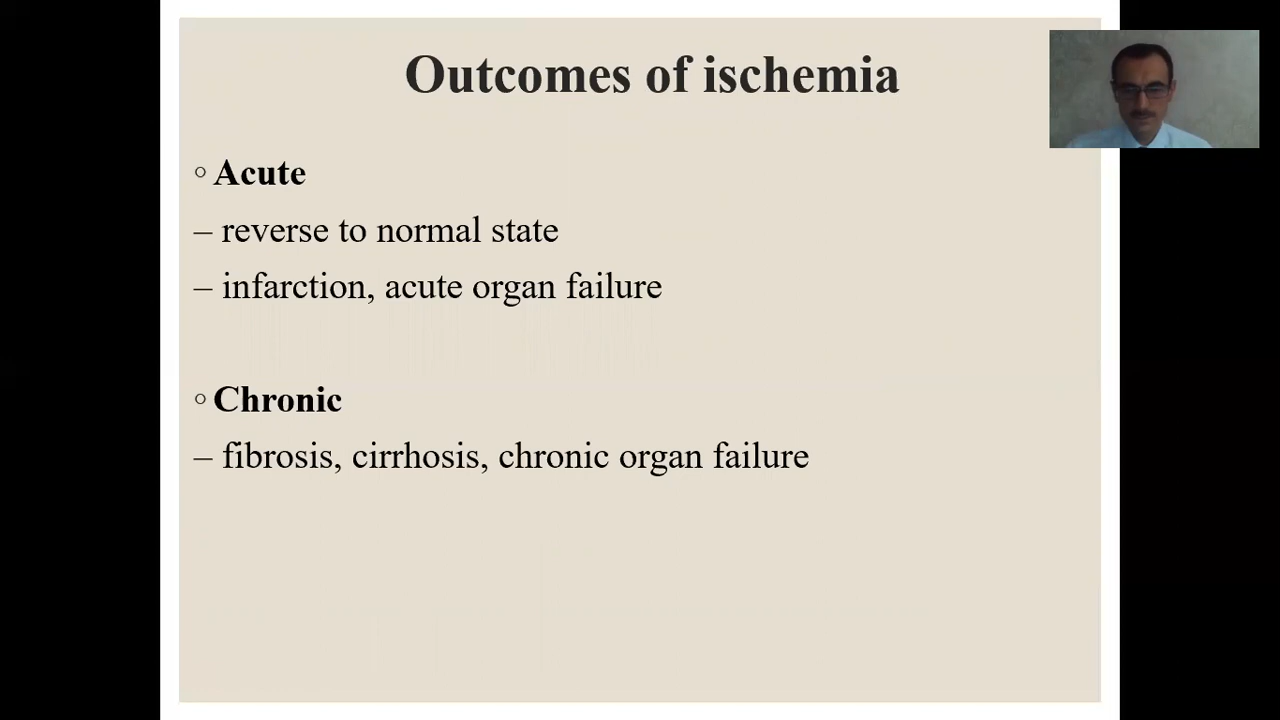 Outcomes of ischemia
◦ Acute
– reverse to normal state
– infarction, acute organ failure
◦ Chronic
– fibrosis, cirrhosis, chronic organ failure